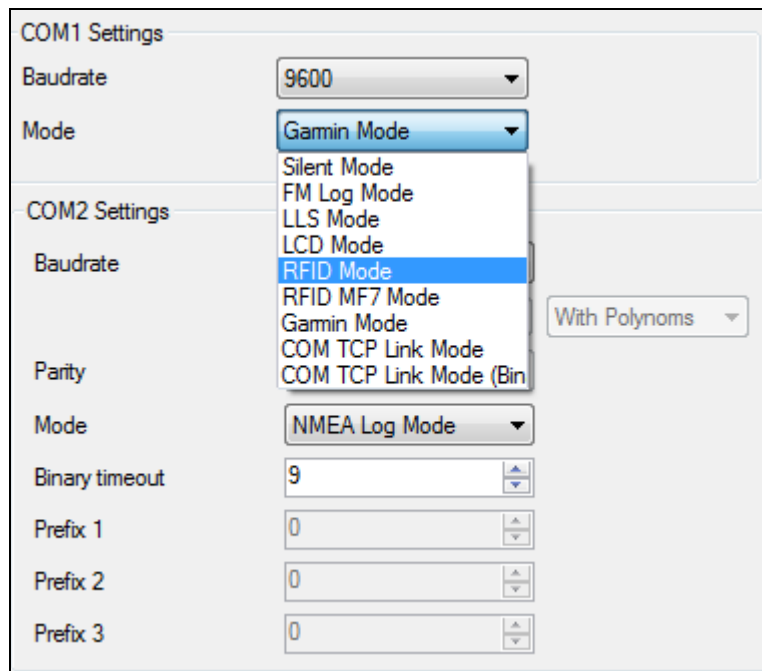 COM1 Settings
Baudrate 9600
Mode Garmin Mode
Silent Mode
FM Log Mode
LLS Mode
LCD Mode
RFID Mode
RFID MF7 Mode
Garmin Mode
COM TCP Link Mode
COM TCP Link Mode (Bin
COM2 Settings
Baudrate
With Polynoms
Parity
Mode NMEA Log Mode
Binary timeout 9
Prefix 1 0
Prefix 2 0
Prefix 3 0